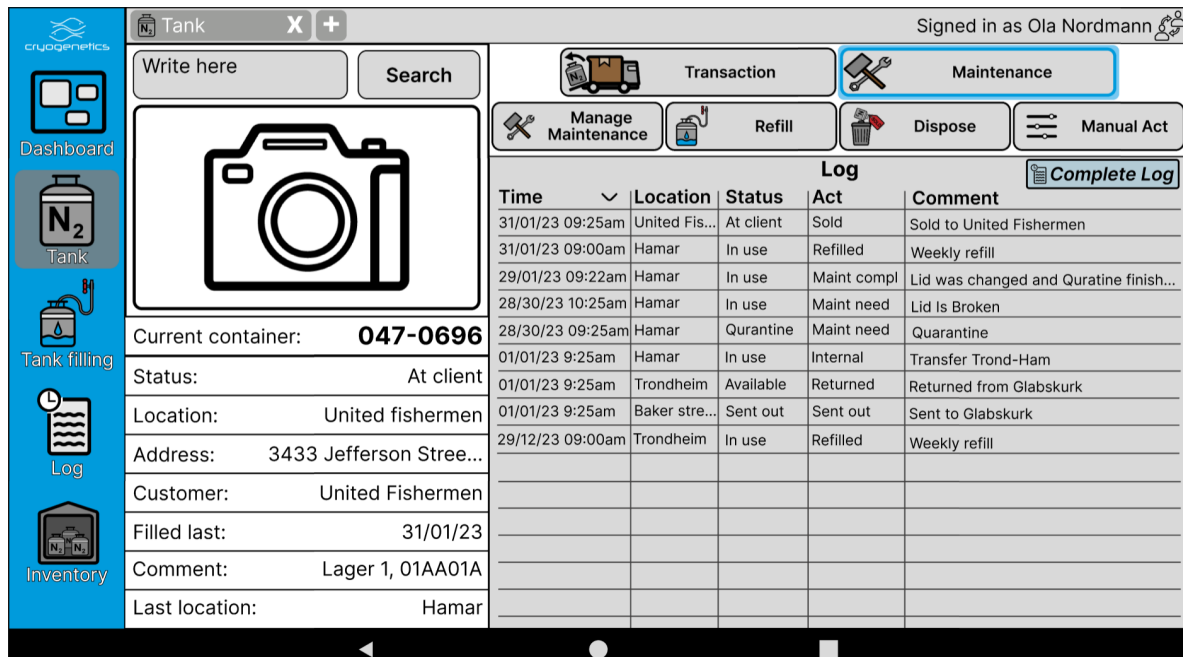 cryogenetics
Dashboard
N2
Tank
Tank filling
Log
N2 N2
Inventory
N2 Tank X +
Signed in as Ola Nordmann
Write here
Search
Current container: 047-0696
Status: At client
Location: United fishermen
Address: 3433 Jefferson Stree...
Customer: United Fishermen
Filled last: 31/01/23
Comment: Lager 1, 01AA01A
Last location: Hamar
N2 Transaction
Maintenance
Manage
Maintenance
Refill
Dispose
Manual Act
Log
Complete Log
Time Location Status Act Comment
31/01/23 09:25am United Fis... At client Sold Sold to United Fishermen
31/01/23 09:00am Hamar In use Refilled Weekly refill
29/01/23 09:22am Hamar In use Maint compl Lid was changed and Quratine finish...
28/30/23 10:25am Hamar In use Maint need Lid Is Broken
28/30/23 09:25am Hamar Qurantine Maint need Quarantine
01/01/23 9:25am Hamar In use Internal Transfer Trond-Ham
01/01/23 9:25am Trondheim Available Returned Returned from Glabskurk
01/01/23 9:25am Baker stre... Sent out Sent out Sent to Glabskurk
29/12/23 09:00am Trondheim In use Refilled Weekly refill